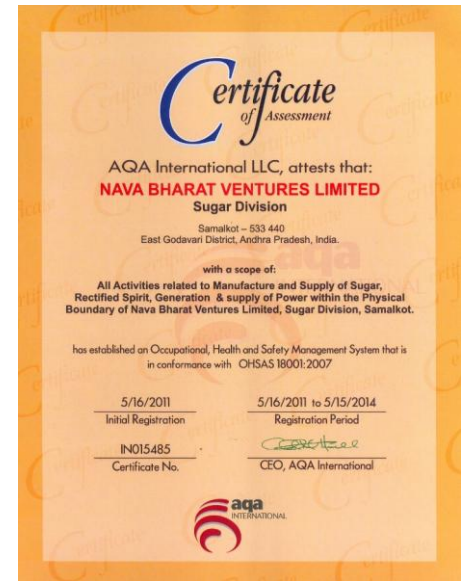 Certificate
of Assessment
AQA International LLC, attests that:
NAVA BHARAT VENTURES LIMITED
Sugar Division
Samalkot – 533 440
East Godavari District, Andhra Pradesh, India.
with a scope of:
All Activities related to Manufacture and Supply of Sugar,
Rectified Spirit, Generation & supply of Power within the Physical
Boundary of Nava Bharat Ventures Limited, Sugar Division, Samalkot.
has established an Occupational, Health and Safety Management System that is
in conformance with OHSAS 18001:2007
5/16/2011 5/16/2011 to 5/15/2014
Initial Registration Registration Period
IN015485
Certificate No. CEO, AQA International
aqa
INTERNATIONAL